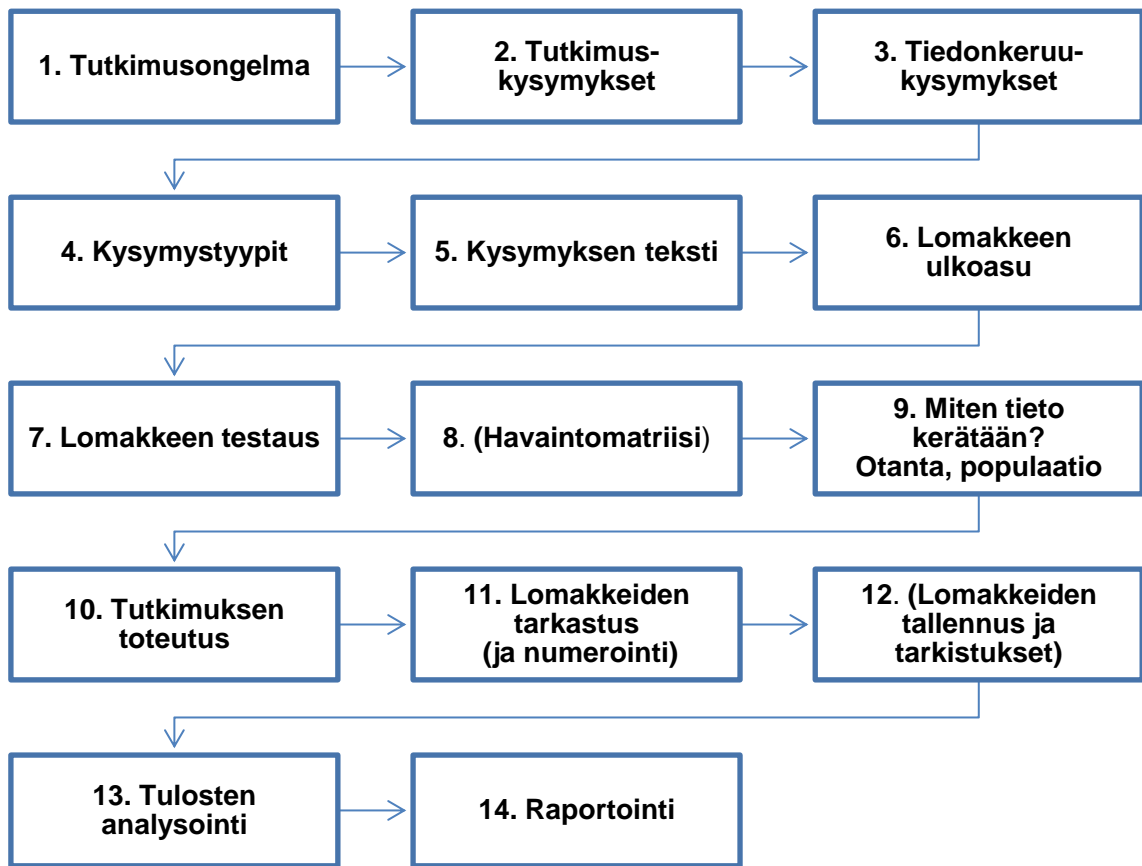 1. Tutkimusongelma
2. Tutkimus-
kysymykset
3. Tiedonkeruu-
kysymykset
4. Kysymystyypit
5. Kysymyksen teksti
6. Lomakkeen
ulkoasu
7. Lomakkeen testaus
8. (Havaintomatriisi)
9. Miten tieto
kerätään?
Otanta, populaatio
10. Tutkimuksen
toteutus
11. Lomakkeiden
tarkastus
(ja numerointi)
12. (Lomakkeiden
tallennus ja
tarkistukset)
13. Tulosten
analysointi
14. Raportointi